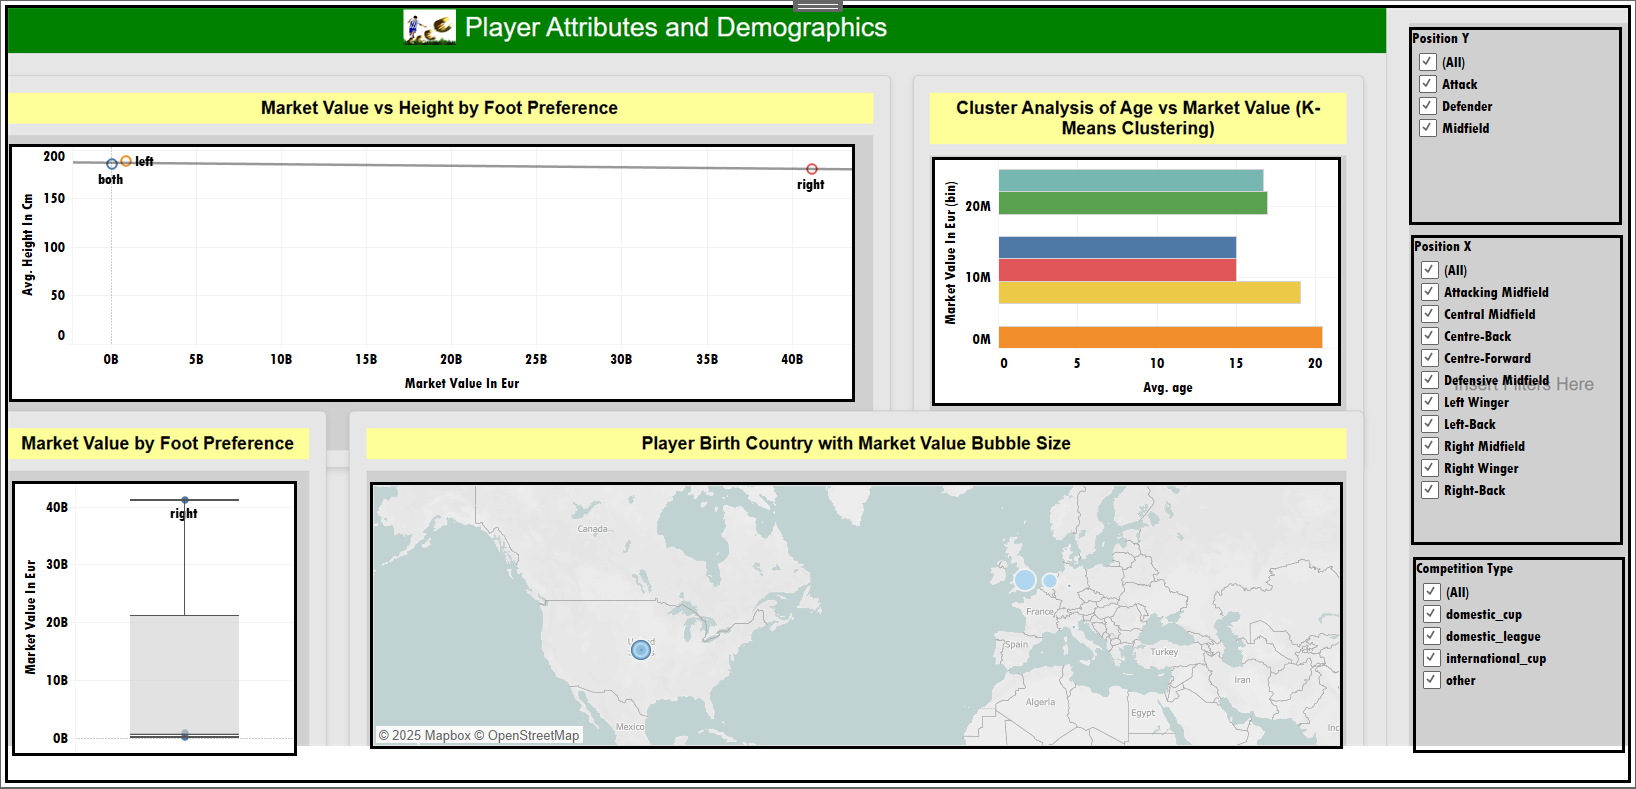 Player Attributes and Demographics
Market Value vs Height by Foot Preference
200
150
100
50
0
Avg. Height In Cm
both
left
right
0B
5B
10B
15B
20B
25B
30B
35B
40B
Market Value In Eur
Cluster Analysis of Age vs Market Value (K-
Means Clustering)
Market Value In Eur (bin)
20M
10M
0M
0
5
10
15
20
Avg. age
Market Value by Foot Preference
Market Value In Eur
40B
30B
20B
10B
0B
right
Player Birth Country with Market Value Bubble Size
Canada
United
Mexico
France
Spain
Turkey
Algeria
Egypt
Iran
© 2025 Mapbox © OpenStreetMap
Position Y
(All)
Attack
Defender
Midfield
Position X
(All)
Attacking Midfield
Central Midfield
Centre-Back
Centre-Forward
Defensive Midfield
Insert Filters Here
Left Winger
Left-Back
Right Midfield
Right Winger
Right-Back
Competition Type
(All)
domestic_cup
domestic_league
international_cup
other